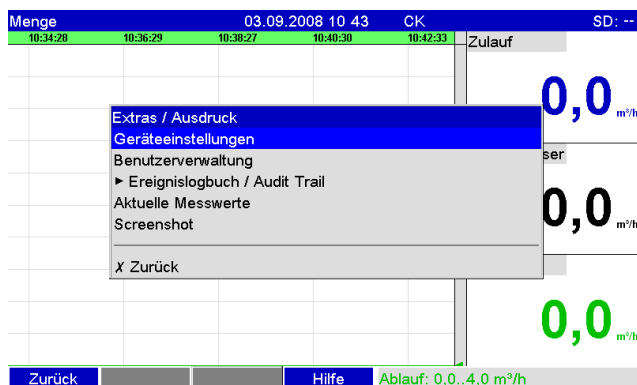 Menge 03.09.2008 10 43 CK SD: --
10:34:28 10:36:29 10:38:27 10:40:30 10:42:33 Zulauf
0,0 m³/h
Extras / Ausdruck
Geräteeinstellungen
Benutzerverwaltung
ser
► Ereignislogbuch / Audit Trail
Aktuelle Messwerte
0,0 m³/h
Screenshot
✗ Zurück
0,0 m³/h
Zurück Hilfe Ablauf: 0.0..4,0 m³/h